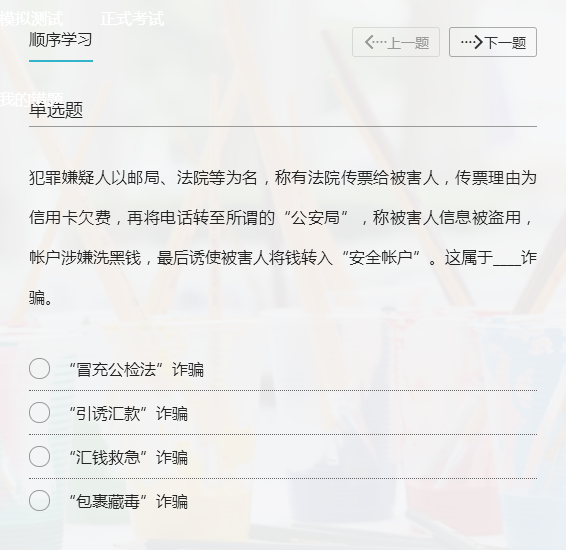 模拟测试 正式考试
顺序学习
上一题 下一题
单选题
犯罪嫌疑人以邮局、法院等为名，称有法院传票给被害人，传票理由为
信用卡欠费，再将电话转至所谓的“公安局”，称被害人信息被盗用，
帐户涉嫌洗黑钱，最后诱使被害人将钱转入“安全帐户”。这属于____诈
骗。
“冒充公检法”诈骗
“引诱汇款”诈骗
“汇钱救急”诈骗
“包裹藏毒”诈骗